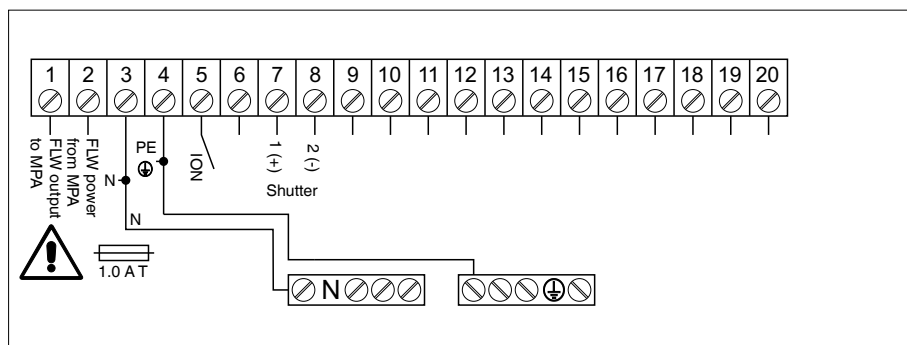 1 2 3 4 5 6 7 8 9 10 11 12 13 14 15 16 17 18 19 20
FLW output
to MPA
FLW power
from MPA
N
PE
ION
1 (+)
2 (-)
Shutter
N
1.0 A T
N